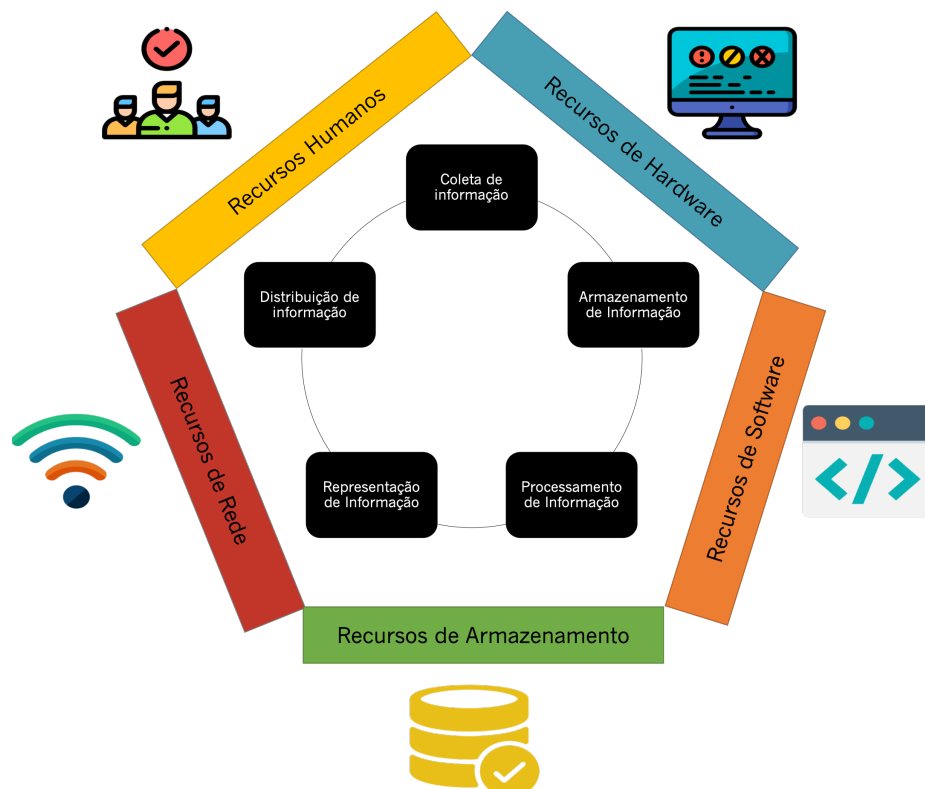 Recursos Humanos
Recursos de Hardware
Coleta de
informação
Distribuição de
informação
Armazenamento
de Informação
Recursos de Rede
Recursos de Software
Representação
de Informação
Processamento
de Informação
Recursos de Armazenamento